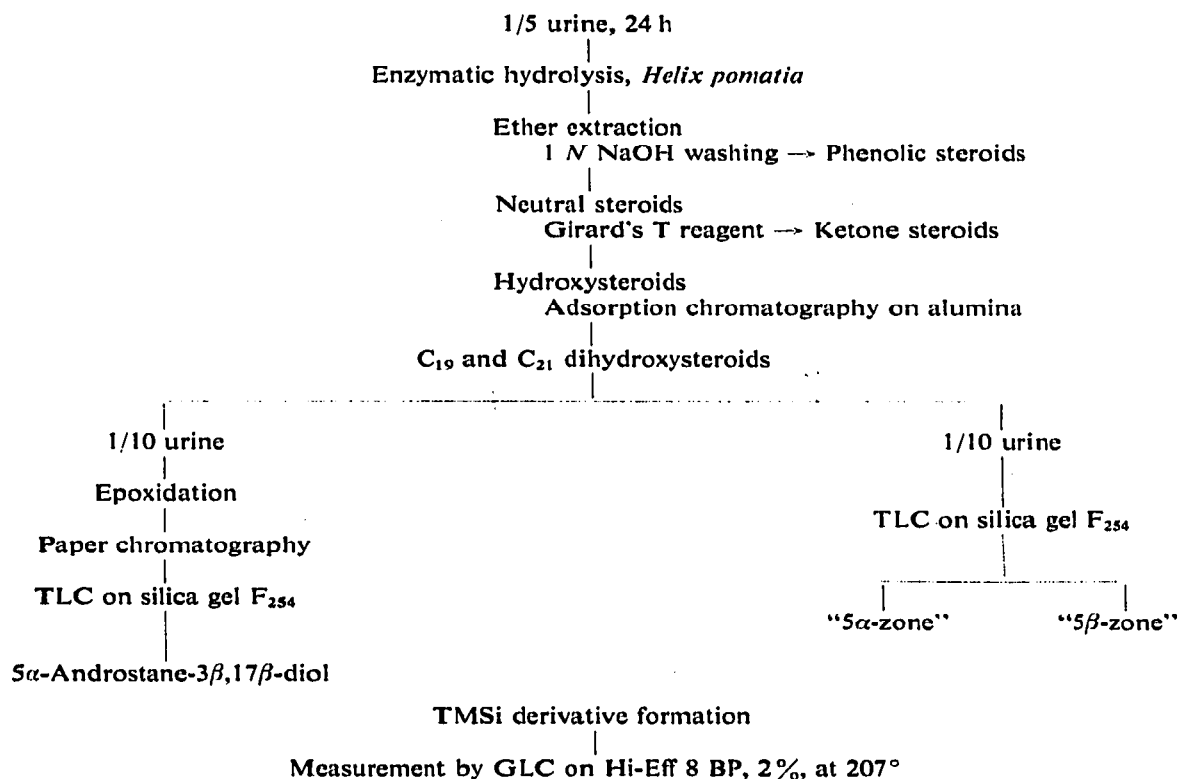 1/5 urine, 24 h
Enzymatic hydrolysis, Helix pomatia
Ether extraction
1 N NaOH washing → Phenolic steroids
Neutral steroids
Girard's T reagent → Ketone steroids
Hydroxysteroids
Adsorption chromatography on alumina
C₁₉ and C₂₁ dihydroxysteroids
1/10 urine
Epoxidation
Paper chromatography
TLC on silica gel F₂₅₄
5α-Androstane-3β,17β-diol
1/10 urine
TLC on silica gel F₂₅₄
“5α-zone” “5β-zone”
TMSi derivative formation
Measurement by GLC on Hi-Eff 8 BP, 2%, at 207°